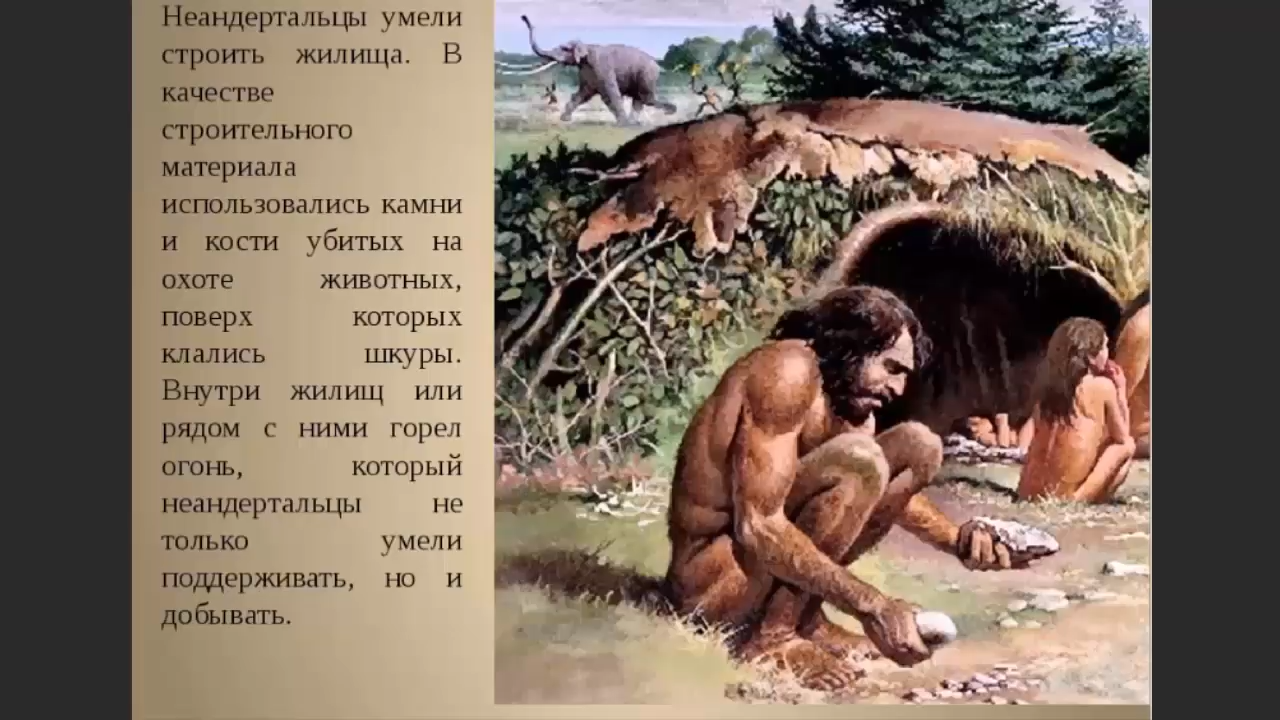 Неандертальцы умели
строить жилища. В
качестве
строительного
материала
использовались камни
и кости убитых на
охоте животных,
поверх которых
клались шкуры.
Внутри жилищ или
рядом с ними горел
огонь, который
неандертальцы не
только умели
поддерживать, но и
добывать.